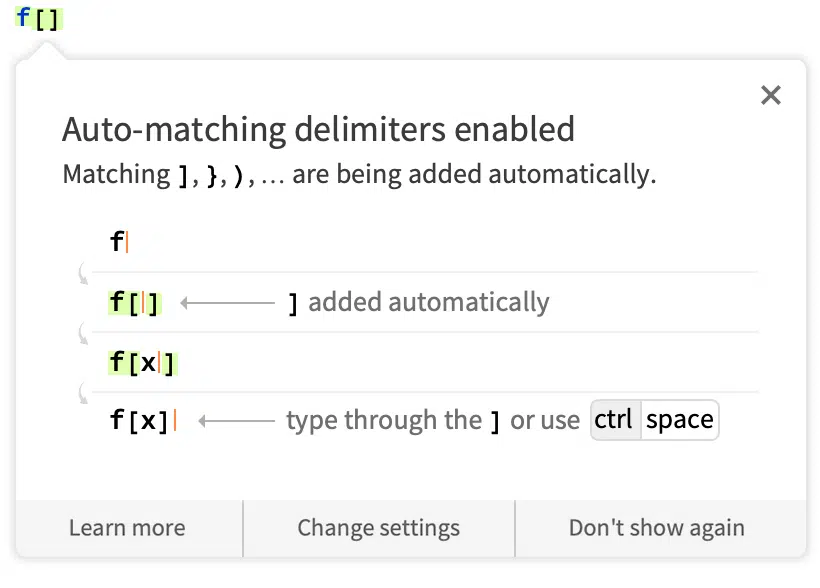 f[]
Auto-matching delimiters enabled
Matching ], }, ), ... are being added automatically.
f
f[] ] added automatically
f[x]
f[x] type through the ] or use ctrl space
Learn more Change settings Don't show again